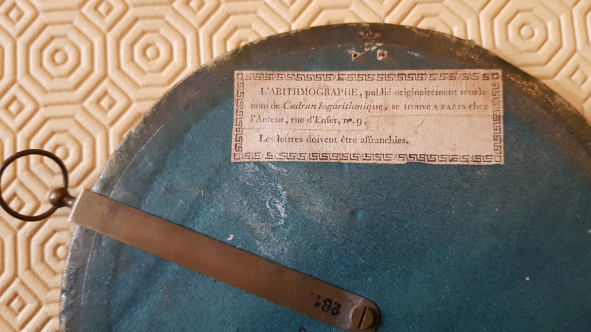 L'ARITHMOGRAPHE, publié originairement sous le
nom de Cadran logarithmique, se trouve A PARIS chez
l'Auteur, rue d'Enfer, nº. 9,
Les lettres doivent être affranchies.
281